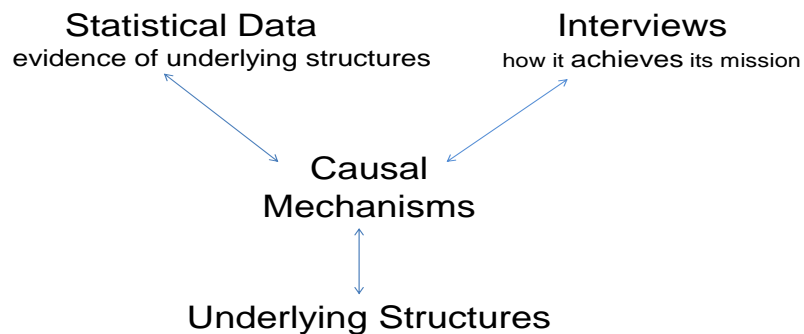 Statistical Data
evidence of underlying structures
Interviews
how it achieves its mission
Causal
Mechanisms
Underlying Structures